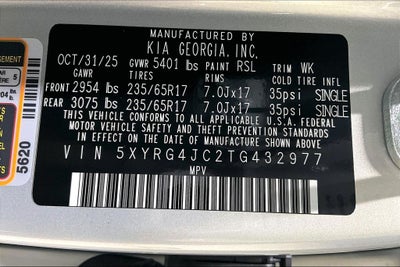 MANUFACTURED BY
KIA GEORGIA, INC.
OCT/31/25 GVWR 5401 lbs PAINT RSL TRIM WK
GAWR TIRES RIMS COLD TIRE INFL
FRONT 2954 lbs 235/65R17 7.0Jx17 35psi SINGLE
REAR 3075 lbs 235/65R17 7.0Jx17 35psi SINGLE
THIS VEHICLE CONFORMS TO ALL APPLICABLE U.S.A. FEDERAL
MOTOR VEHICLE SAFETY AND THEFT PREVENTION STANDARDS IN
EFFECT ON THE DATE OF MANUFACTURE SHOWN ABOVE.
VIN 5XYRG4JC2TG432977
MPV
5620